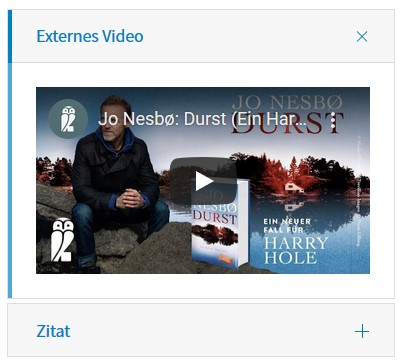 Externes Video
Jo Nesbø: Durst (Ein Har...
JO NESBØ
DURST
JO
NESBØ
DURST
EIN NEUER
FALL FÜR
HARRY
HOLE
Zitat